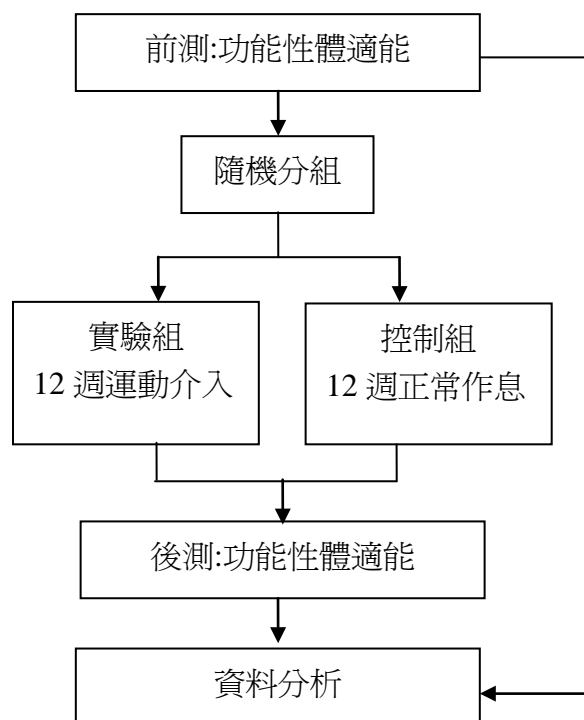 前測:功能性體適能
隨機分組
實驗組
12 週運動介入
控制組
12 週正常作息
後測:功能性體適能
資料分析